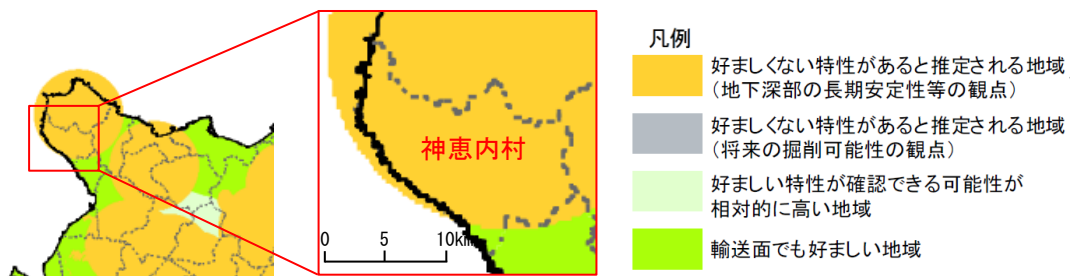 神恵内村
0 5 10km
凡例
好ましくない特性があると推定される地域
(地下深部の長期安定性等の観点)
好ましくない特性があると推定される地域
(将来の掘削可能性の観点)
好ましい特性が確認できる可能性が
相対的に高い地域
輸送面でも好ましい地域